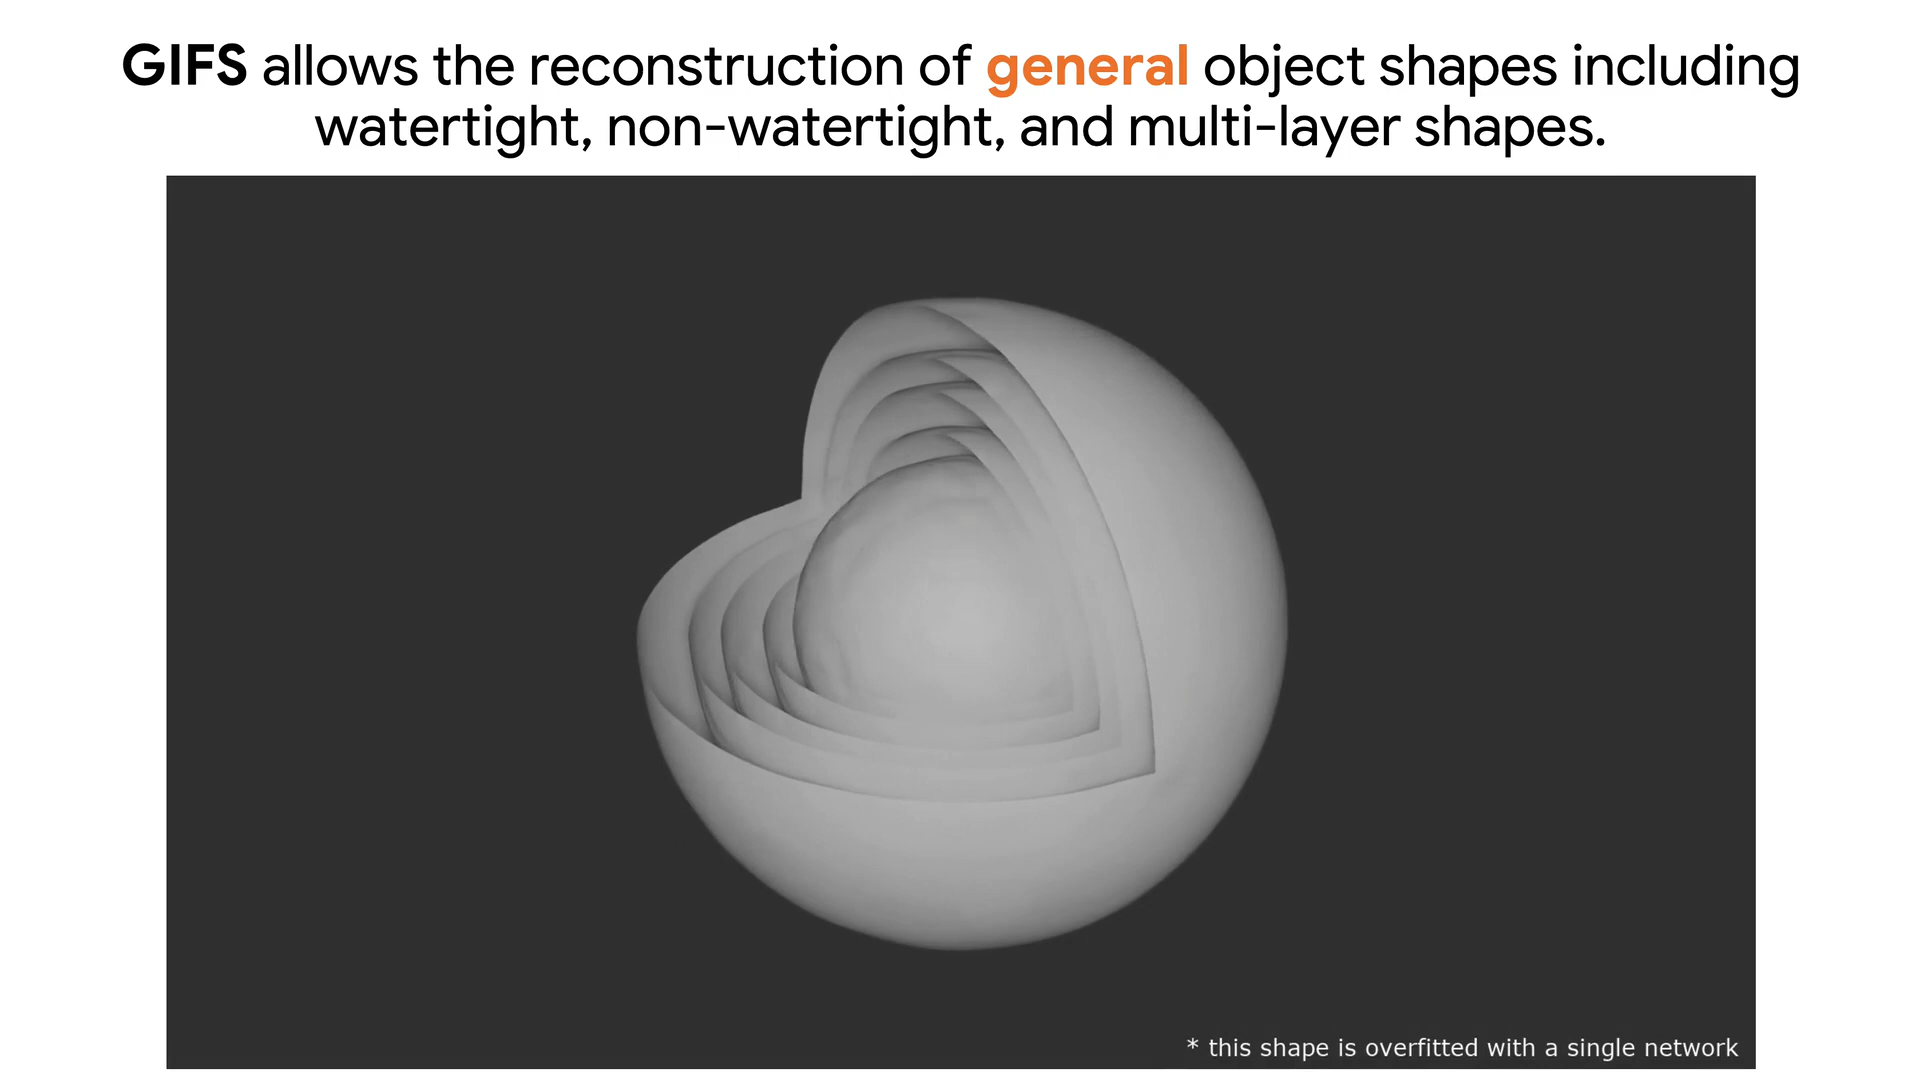 GIFS allows the reconstruction of general object shapes including
watertight, non-watertight, and multi-layer shapes.
* this shape is overfitted with a single network